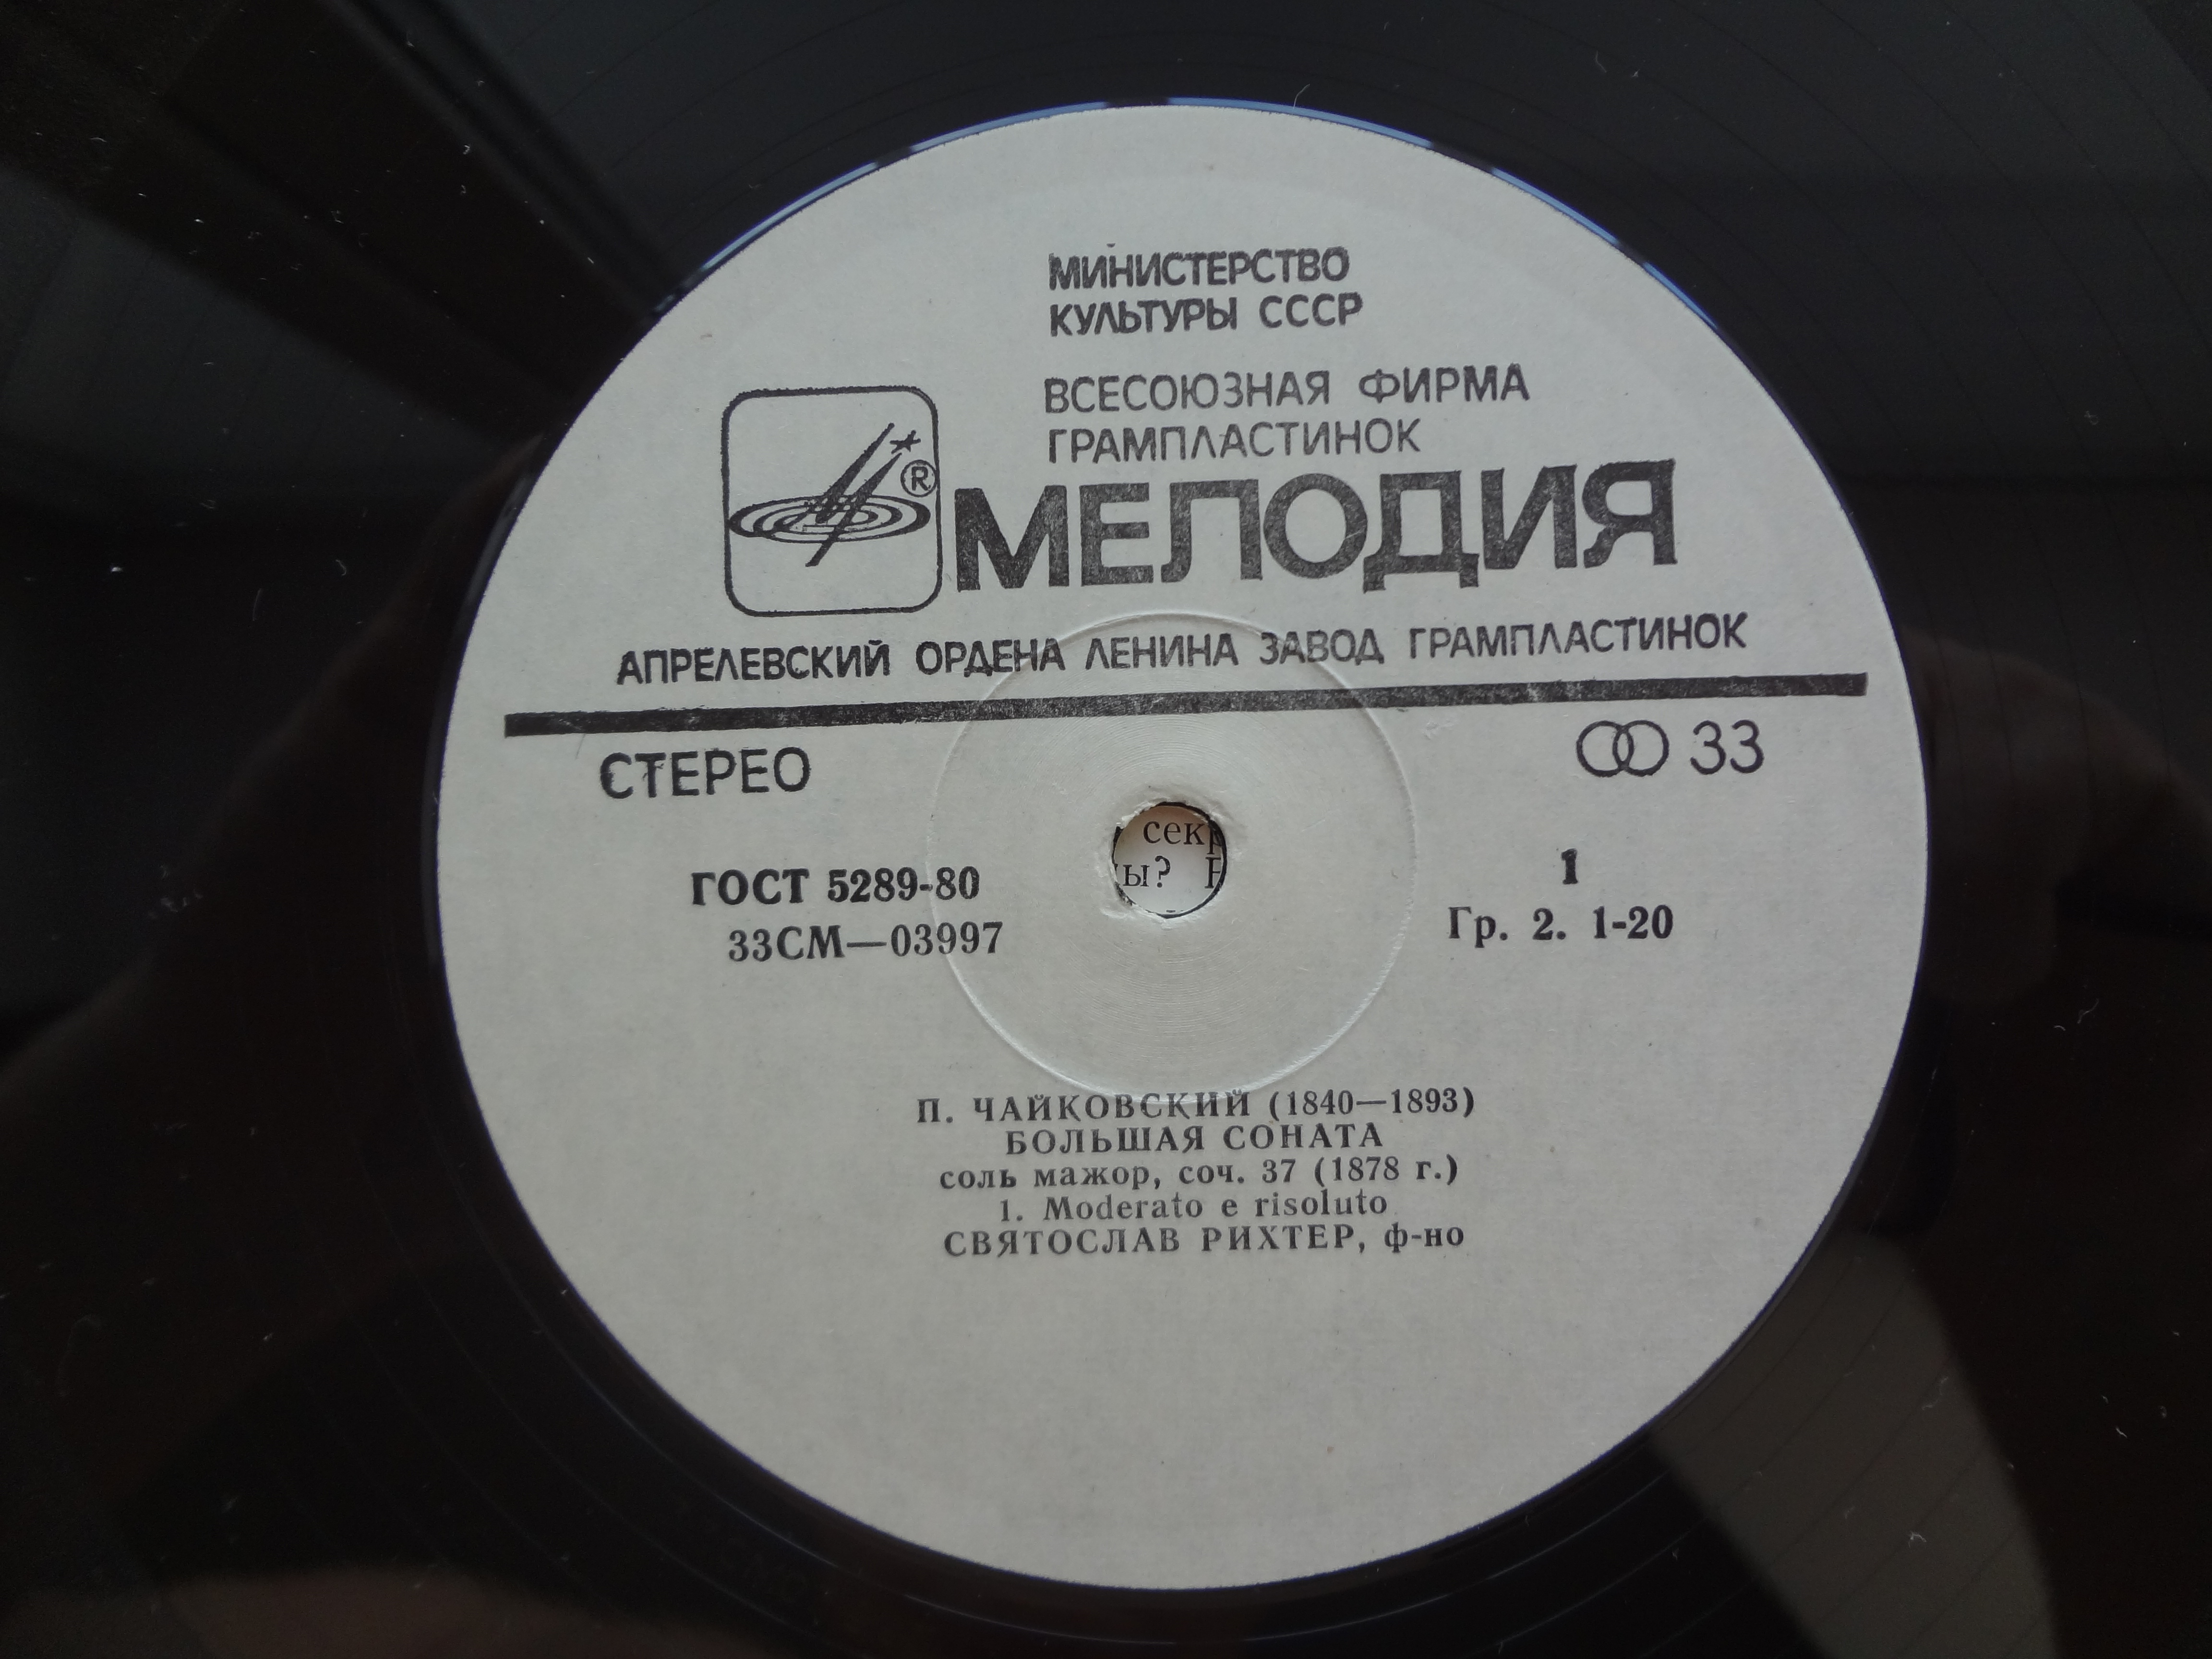 МИНИСТЕРСТВО
КУЛЬТУРЫ СССР
ВСЕСОЮЗНАЯ ФИРМА
ГРАМПЛАСТИНОК
® МЕЛОДИЯ
АПРЕЛЕВСКИЙ ОРДЕНА ЛЕНИНА ЗАВОД ГРАМПЛАСТИНОК
СТЕРЕО 33
ГОСТ 5289-80 1
33СМ—03997 Гр. 2. 1-20
П. ЧАЙКОВСКИЙ (1840—1893)
БОЛЬШАЯ СОНАТА
соль мажор, соч. 37 (1878 г.)
1. Moderato e risoluto
СВЯТОСЛАВ РИХТЕР, ф-но